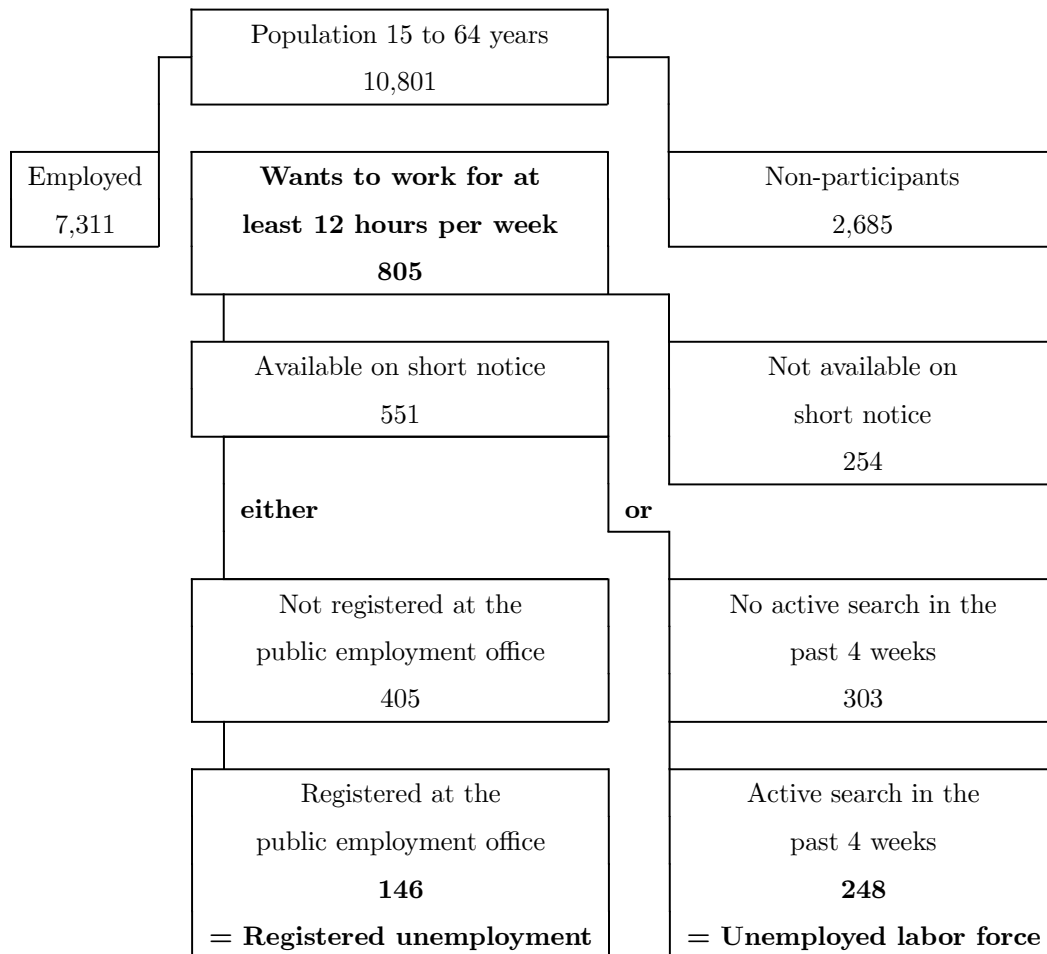 Population 15 to 64 years
10,801
Employed
7,311
Wants to work for at
least 12 hours per week
805
Non-participants
2,685
Available on short notice
551
Not available on
short notice
254
either
or
Not registered at the
public employment office
405
No active search in the
past 4 weeks
303
Registered at the
public employment office
146
= Registered unemployment
Active search in the
past 4 weeks
248
= Unemployed labor force